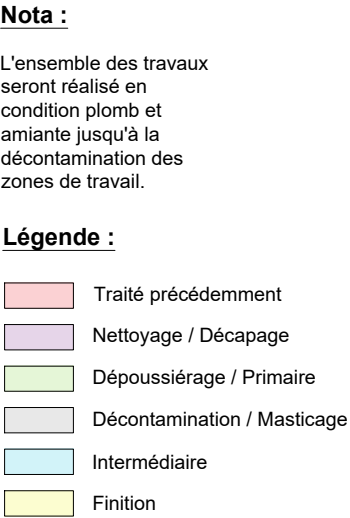 Nota :
L'ensemble des travaux
seront réalisé en
condition plomb et
amiante jusqu'à la
décontamination des
zones de travail.
Légende :
Traité précédemment
Nettoyage / Décapage
Dépoussiérage / Primaire
Décontamination / Masticage
Intermédiaire
Finition